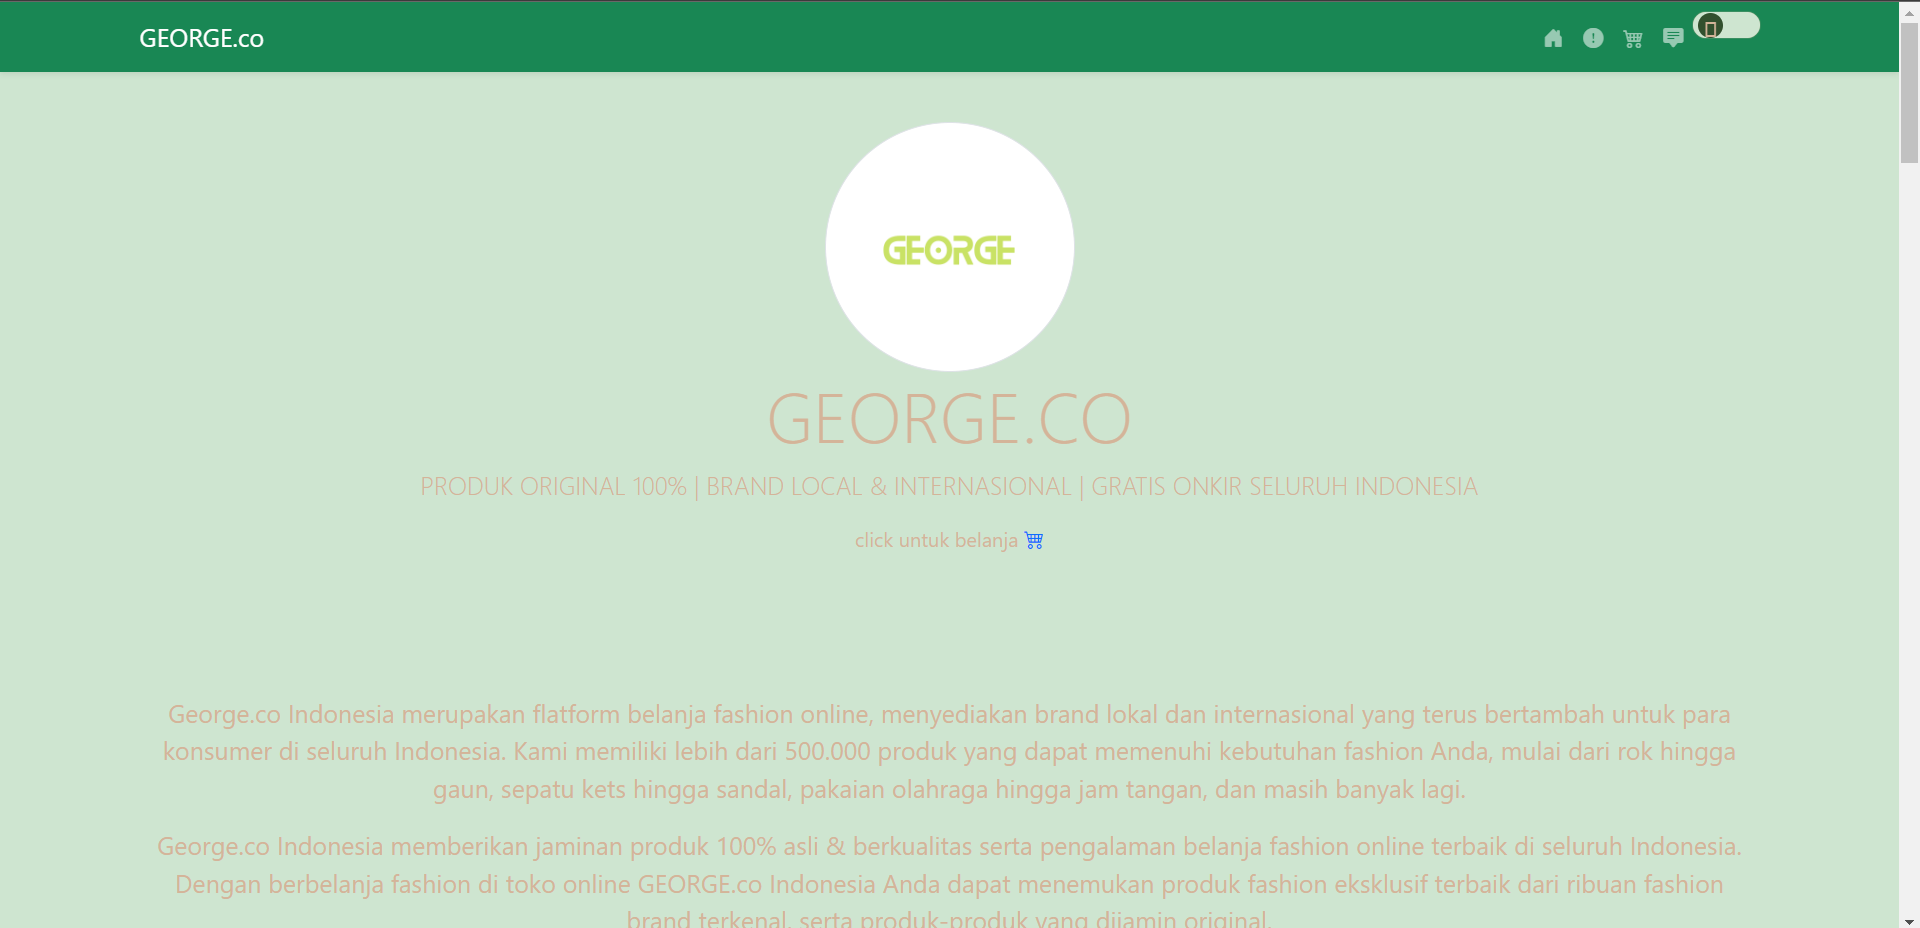 GEORGE.co
GEORGE
GEORGE.CO
PRODUK ORIGINAL 100% | BRAND LOCAL & INTERNASIONAL | GRATIS ONKIR SELURUH INDONESIA
click untuk belanja
George.co Indonesia merupakan flatform belanja fashion online, menyediakan brand lokal dan internasional yang terus bertambah untuk para
konsumer di seluruh Indonesia. Kami memiliki lebih dari 500.000 produk yang dapat memenuhi kebutuhan fashion Anda, mulai dari rok hingga
gaun, sepatu kets hingga sandal, pakaian olahraga hingga jam tangan, dan masih banyak lagi.
George.co Indonesia memberikan jaminan produk 100% asli & berkualitas serta pengalaman belanja fashion online terbaik di seluruh Indonesia.
Dengan berbelanja fashion di toko online GEORGE.co Indonesia Anda dapat menemukan produk fashion eksklusif terbaik dari ribuan fashion
brand terkenal, serta produk-produk yang dijamin original.